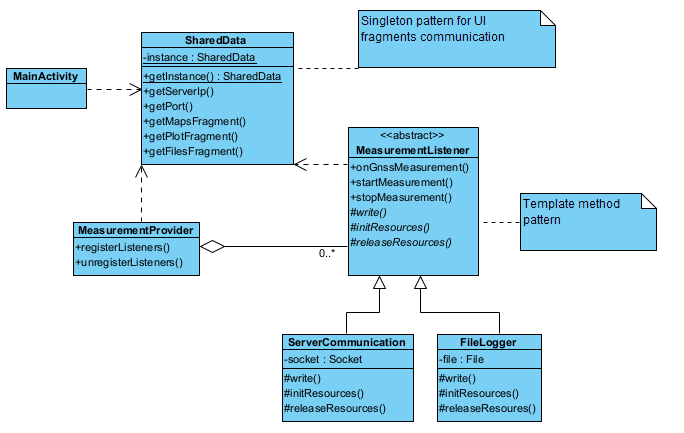 Singleton pattern for UI
fragments communication
SharedData
-instance : SharedData
+getInstance() : SharedData
+getServerIp()
+getPort()
+getMapsFragment()
+getPlotFragment()
+getFilesFragment()
MainActivity
<<abstract>>
MeasurementListener
+onGnssMeasurement()
+startMeasurement()
+stopMeasurement()
#write()
#initResources()
#releaseResources()
Template method
pattern
MeasurementProvider
+registerListeners()
+unregisterListeners()
0..*
ServerCommunication
-socket : Socket
#write()
#initResources()
#releaseResources()
FileLogger
-file : File
#write()
#initResources()
#releaseResoures()